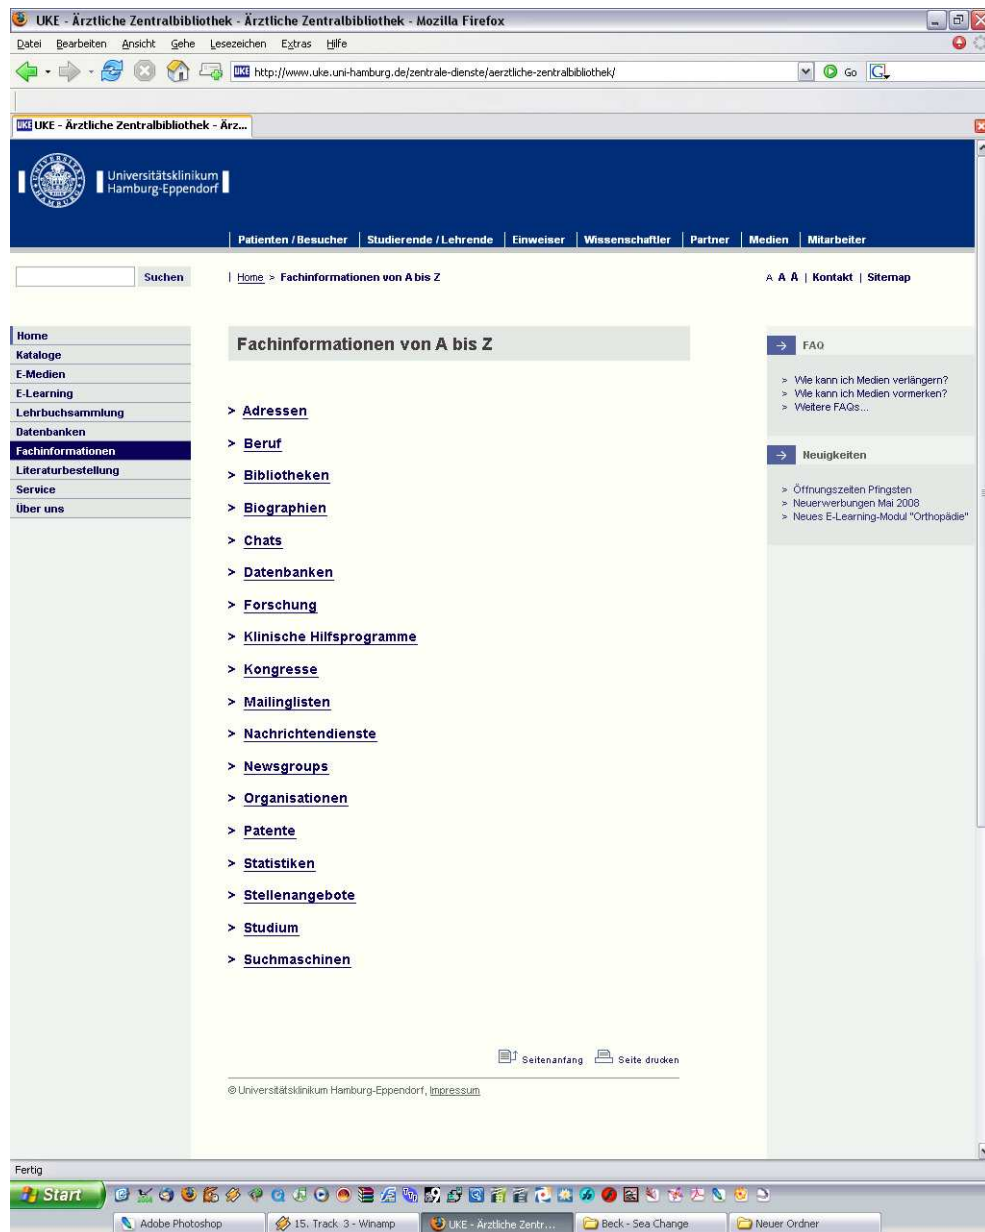 UKE - Ärztliche Zentralbibliothek - Ärztliche Zentralbibliothek - Mozilla Firefox
Datei Bearbeiten Ansicht Gehe Lesezeichen Extras Hilfe
http://www.uke.uni-hamburg.de/zentrale-dienste/aerztliche-zentralbibliothek/ Go
UKE - Ärztliche Zentralbibliothek - Ärz...
Universitätsklinikum
Hamburg-Eppendorf
Patienten / Besucher | Studierende / Lehrende | Einweiser | Wissenschaftler | Partner | Medien | Mitarbeiter
Suchen
| Home > Fachinformationen von A bis Z
A A A | Kontakt | Sitemap
Home
Kataloge
E-Medien
E-Learning
Lehrbuchsammlung
Datenbanken
Fachinformationen
Literaturbestellung
Service
Über uns
Fachinformationen von A bis Z
> Adressen
> Beruf
> Bibliotheken
> Biographien
> Chats
> Datenbanken
> Forschung
> Klinische Hilfsprogramme
> Kongresse
> Mailinglisten
> Nachrichtendienste
> Newsgroups
> Organisationen
> Patente
> Statistiken
> Stellenangebote
> Studium
> Suchmaschinen
FAQ
> Wie kann ich Medien verlängern?
> Wie kann ich Medien vormerken?
> Weitere FAQs...
Neuigkeiten
> Öffnungszeiten Pfingsten
> Neuerwerbungen Mai 2008
> Neues E-Learning-Modul "Orthopädie"
Seitenanfang Seite drucken
© Universitätsklinikum Hamburg-Eppendorf, Impressum
Fertig
Start
Adobe Photoshop 15. Track 3 - Winamp UKE - Ärztliche Zentr... Beck - Sea Change Neuer Ordner